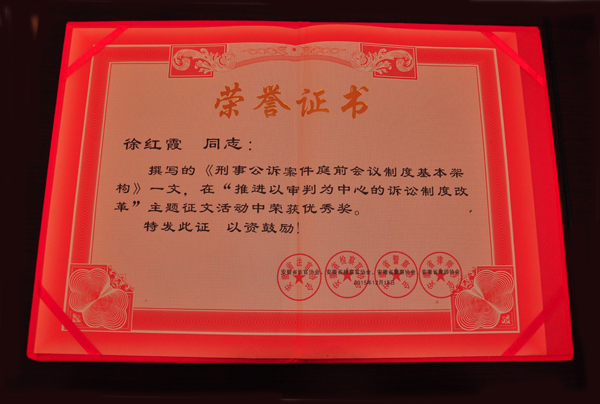 荣誉证书
徐红霞 同志：
撰写的《刑事公诉案件庭前会议制度基本架
构》一文，在“推进以审判为中心的诉讼制度改
革”主题征文活动中荣获优秀奖。
特发此证 以资鼓励！